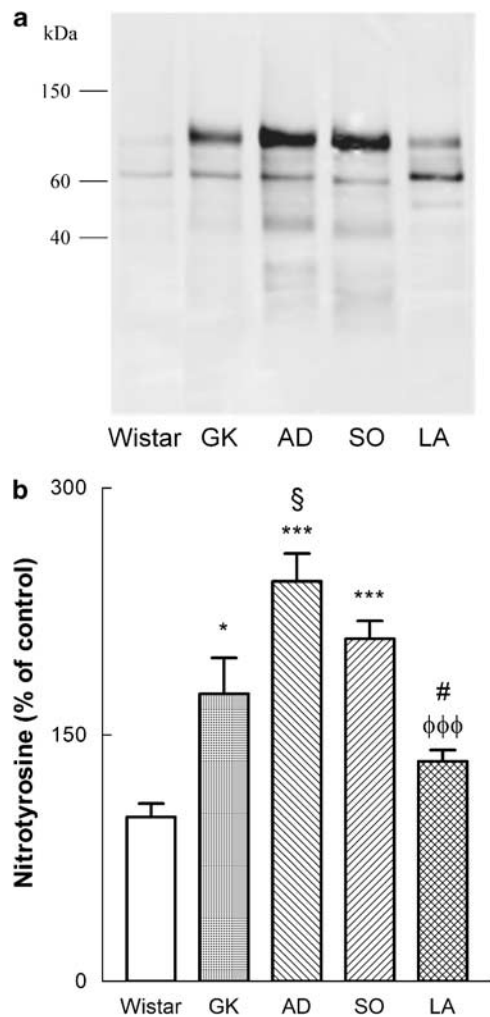 a
kDa
150
60
40
Wistar GK AD SO LA
b
Nitrotyrosine (% of control)
300
150
0
*
§
***
***
#
ϕϕϕ
Wistar GK AD SO LA